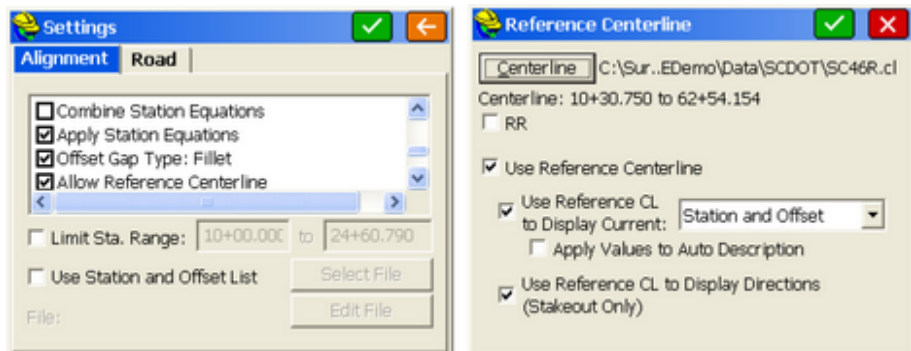 Settings
Alignment Road
Combine Station Equations
Apply Station Equations
Offset Gap Type: Fillet
Allow Reference Centerline
Limit Sta. Range: 10+00.000 to 24+60.790
Use Station and Offset List Select File
File: Edit File
Reference Centerline
Centerline C:\Sur..EDemo\Data\SCDOT\SC46R.cl
Centerline: 10+30.750 to 62+54.154
RR
Use Reference Centerline
Use Reference CL
to Display Current: Station and Offset
Apply Values to Auto Description
Use Reference CL to Display Directions
(Stakeout Only)